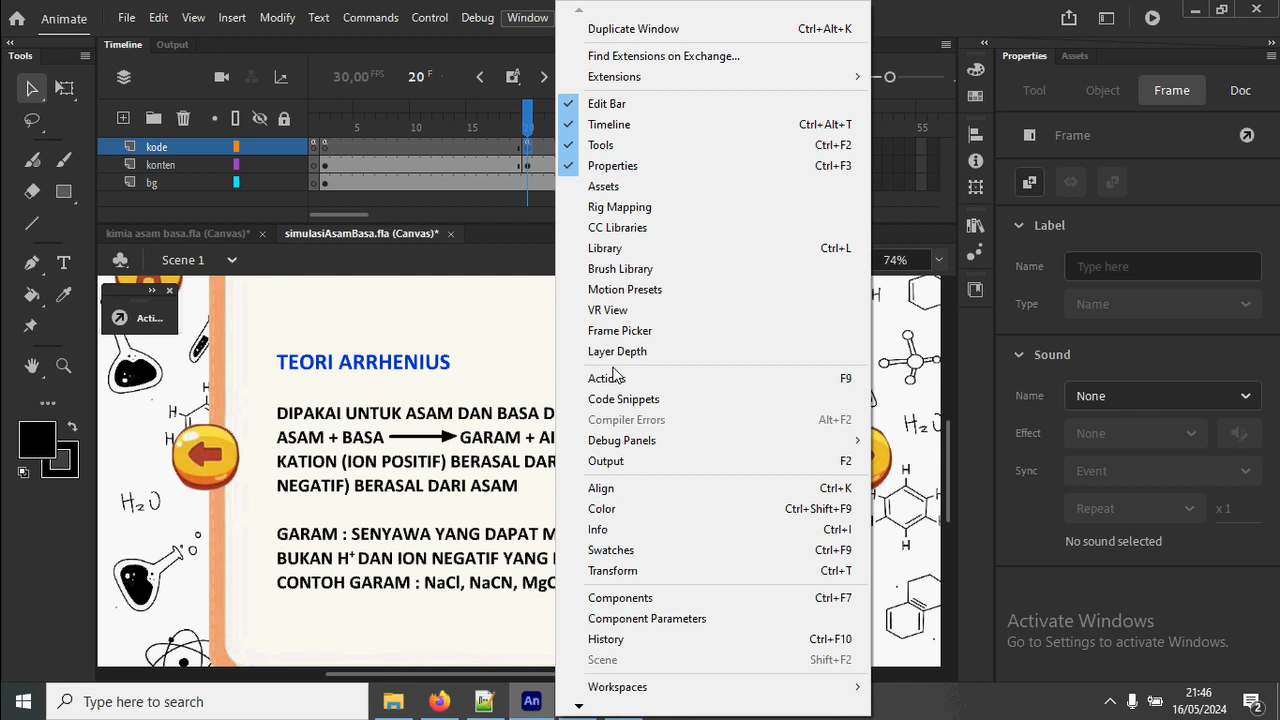 Animate
File Edit View Insert Modify Text Commands Control Debug Window
Timeline Output
Tools
30,00 FPS 20 F
5 10 15 20 55
kode
konten
bg
kimia asam basa.fla (Canvas)* simulasiAsamBasa.fla (Canvas)*
Scene 1 74%
Acti...
TEORI ARRHENIUS
DIPAKAI UNTUK ASAM DAN BASA D
ASAM + BASA GARAM + AI
KATION (ION POSITIF) BERASAL DARI
NEGATIF) BERASAL DARI ASAM
GARAM : SENYAWA YANG DAPAT M
BUKAN H+ DAN ION NEGATIF YANG
CONTOH GARAM : NaCl, NaCN, MgC
H₂O
H
H
H
H₂
H
Duplicate Window Ctrl+Alt+K
Find Extensions on Exchange...
Extensions
Edit Bar
Timeline Ctrl+Alt+T
Tools Ctrl+F2
Properties Ctrl+F3
Assets
Rig Mapping
CC Libraries
Library Ctrl+L
Brush Library
Motion Presets
VR View
Frame Picker
Layer Depth
Actions F9
Code Snippets
Compiler Errors Alt+F2
Debug Panels
Output F2
Align Ctrl+K
Color Ctrl+Shift+F9
Info Ctrl+I
Swatches Ctrl+F9
Transform Ctrl+T
Components Ctrl+F7
Component Parameters
History Ctrl+F10
Scene Shift+F2
Workspaces
Properties Assets
Tool Object Frame Doc
Frame
Label
Name Type here
Type Name
Sound
Name None
Effect None
Sync Event
Repeat x 1
No sound selected
Activate Windows
Go to Settings to activate Windows.
Type here to search
An
21:46
16/05/2024
2